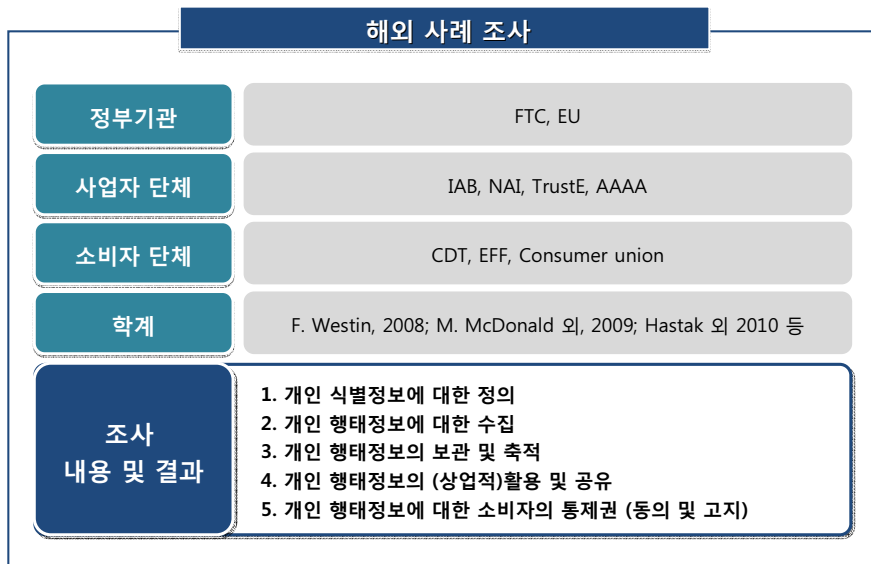 해외 사례 조사
정부기관
FTC, EU
사업자 단체
IAB, NAI, TrustE, AAAA
소비자 단체
CDT, EFF, Consumer union
학계
F. Westin, 2008; M. McDonald 외, 2009; Hastak 외 2010 등
조사
내용 및 결과
1. 개인 식별정보에 대한 정의
2. 개인 행태정보에 대한 수집
3. 개인 행태정보의 보관 및 축적
4. 개인 행태정보의 (상업적)활용 및 공유
5. 개인 행태정보에 대한 소비자의 통제권 (동의 및 고지)